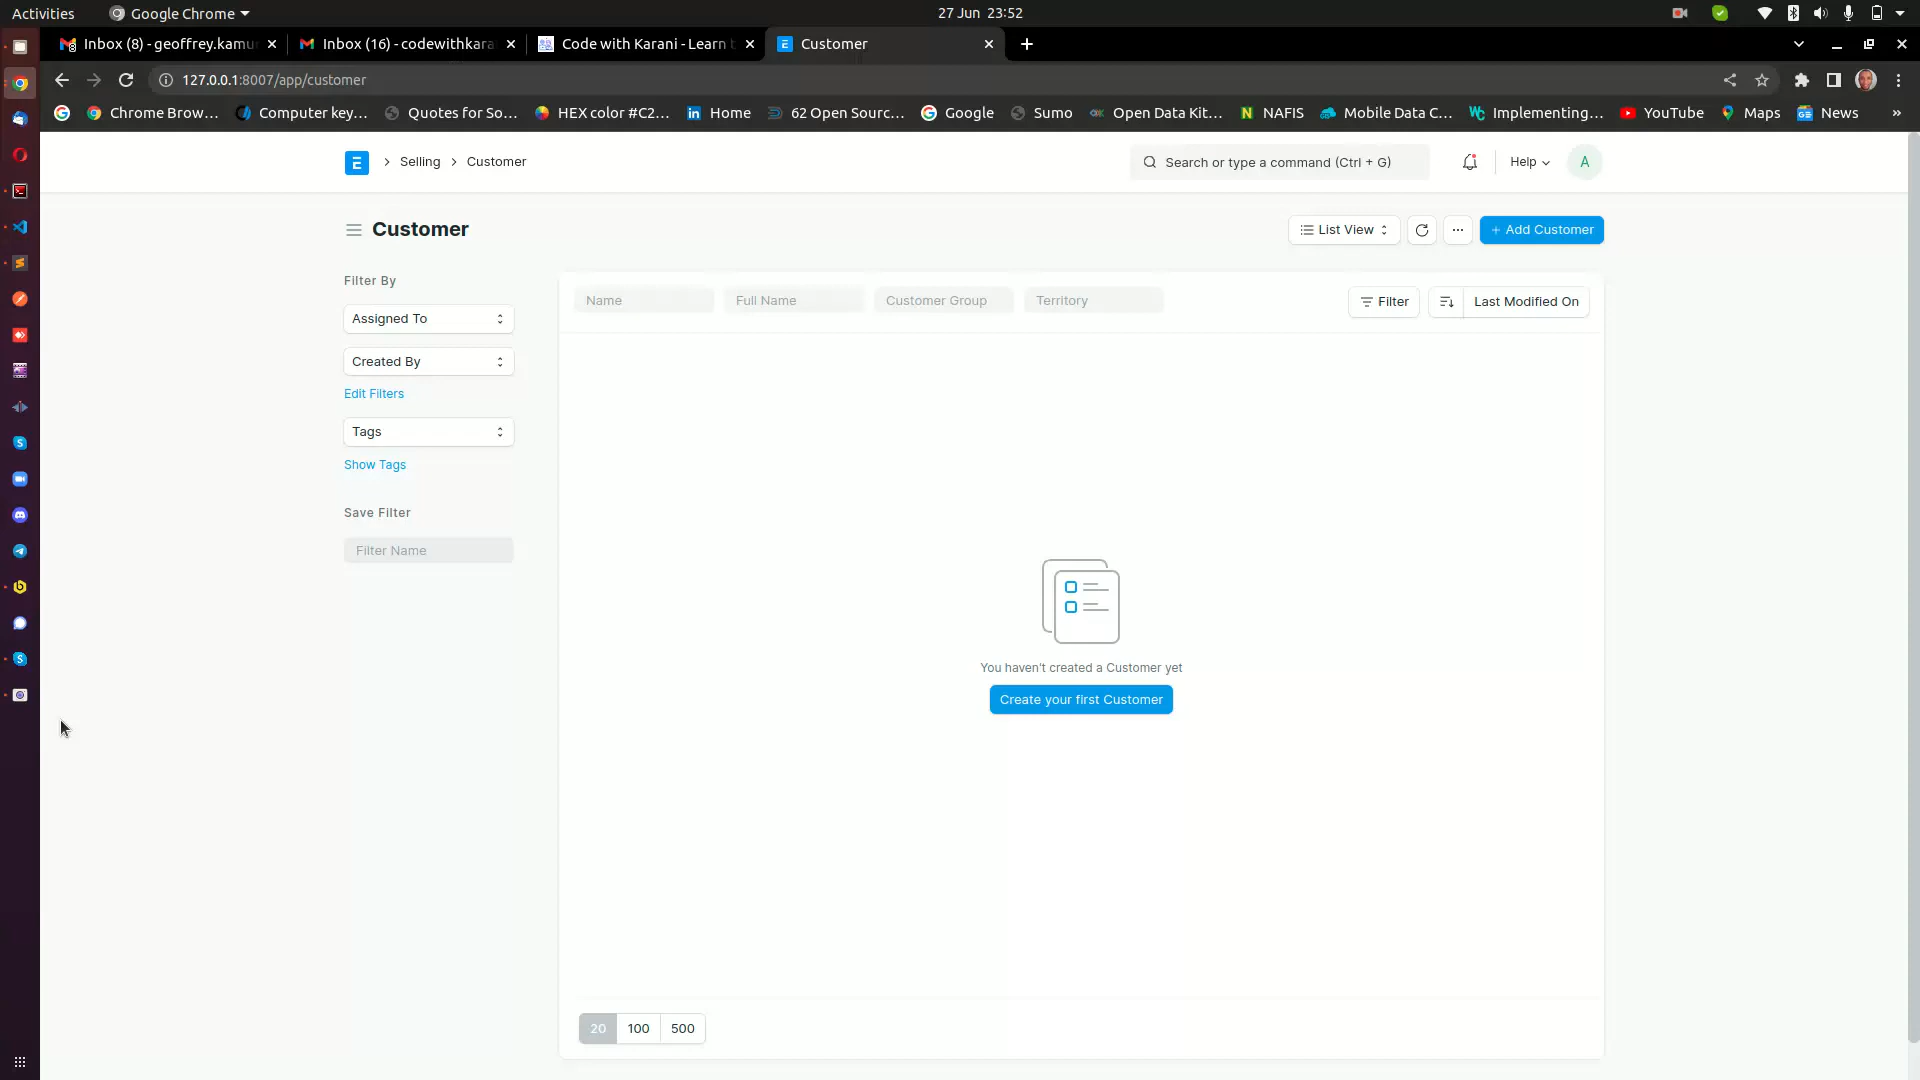 Activities
Google Chrome
27 Jun 23:52
Inbox (8) - geoffrey.kamu
Inbox (16) - codewithkara
Code with Karani - Learn t
Customer
127.0.0.1:8007/app/customer
Chrome Brow...
Computer key...
Quotes for So...
HEX color #C2...
Home
62 Open Sourc...
Google
Sumo
Open Data Kit...
NAFIS
Mobile Data C...
Implementing...
YouTube
Maps
News
»
E
Selling
Customer
Search or type a command (Ctrl + G)
Help
A
Customer
List View
+ Add Customer
Filter By
Assigned To
Created By
Edit Filters
Tags
Show Tags
Save Filter
Filter Name
Name
Full Name
Customer Group
Territory
Filter
Last Modified On
You haven't created a Customer yet
Create your first Customer
20
100
500